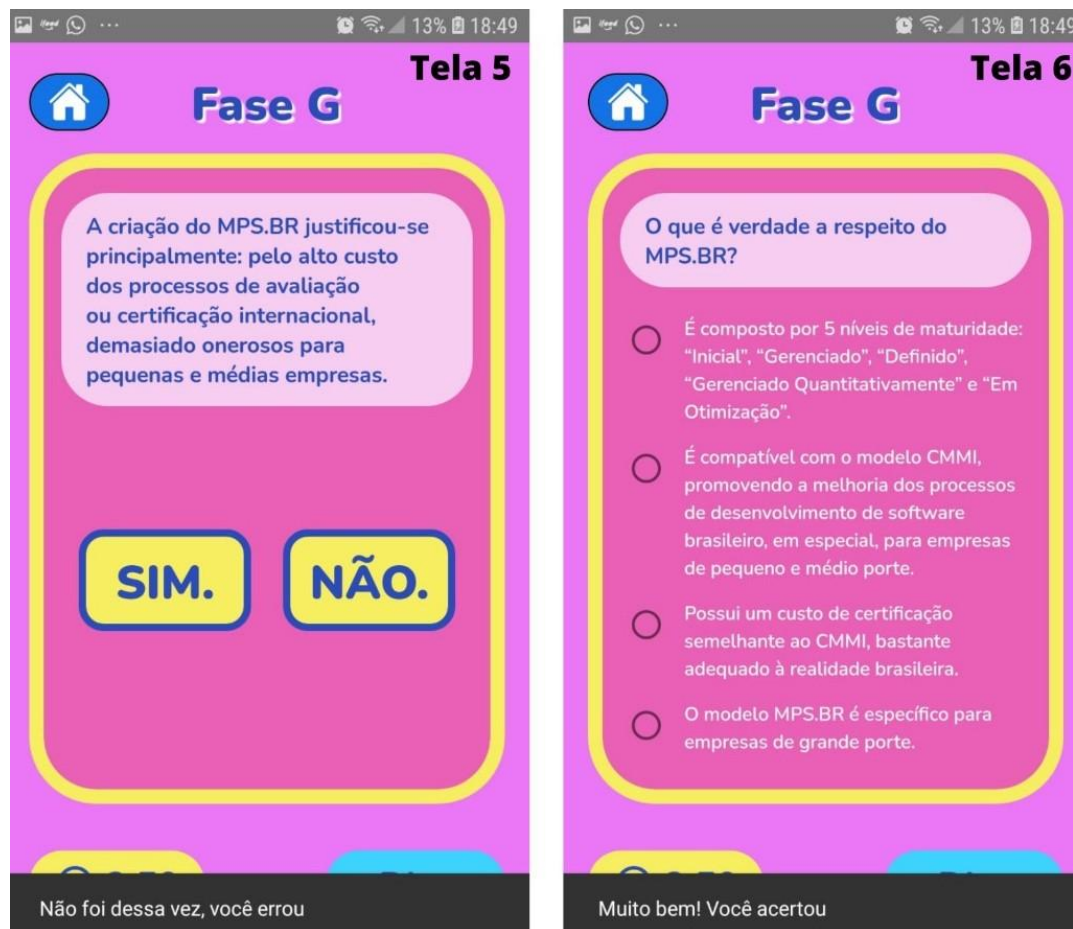 13% 18:49
Tela 5
Fase G
A criação do MPS.BR justificou-se
principalmente: pelo alto custo
dos processos de avaliação
ou certificação internacional,
demasiado onerosos para
pequenas e médias empresas.
SIM. NÃO.
Não foi dessa vez, você errou
13% 18:49
Tela 6
Fase G
O que é verdade a respeito do
MPS.BR?
É composto por 5 níveis de maturidade:
“Inicial”, “Gerenciado”, “Definido”,
“Gerenciado Quantitativamente” e “Em
Otimização”.
É compatível com o modelo CMMI,
promovendo a melhoria dos processos
de desenvolvimento de software
brasileiro, em especial, para empresas
de pequeno e médio porte.
Possui um custo de certificação
semelhante ao CMMI, bastante
adequado à realidade brasileira.
O modelo MPS.BR é específico para
empresas de grande porte.
Muito bem! Você acertou